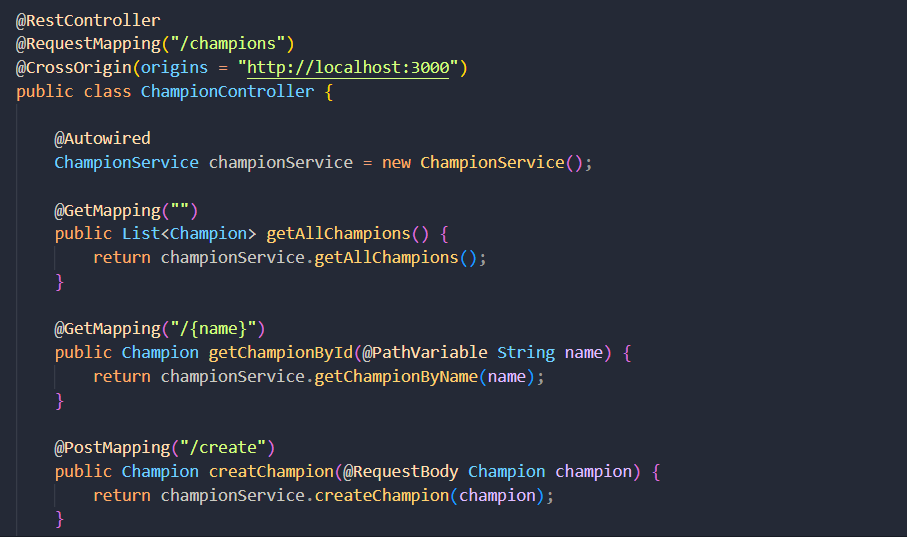 @RestController
@RequestMapping("/champions")
@CrossOrigin(origins = "http://localhost:3000")
public class ChampionController {
@Autowired
ChampionService championService = new ChampionService();
@GetMapping("")
public List<Champion> getAllChampions() {
return championService.getAllChampions();
}
@GetMapping("/{name}")
public Champion getChampionById(@PathVariable String name) {
return championService.getChampionByName(name);
}
@PostMapping("/create")
public Champion creatChampion(@RequestBody Champion champion) {
return championService.createChampion(champion);
}